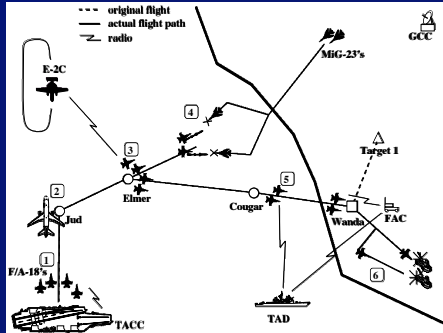 original flight
actual flight path
radio
GCC
E-2C
MiG-23's
4
3
Target 1
2
5
Elmer
Jud
Cougar
Wanda
FAC
1
F/A-18's
6
TACC
TAD